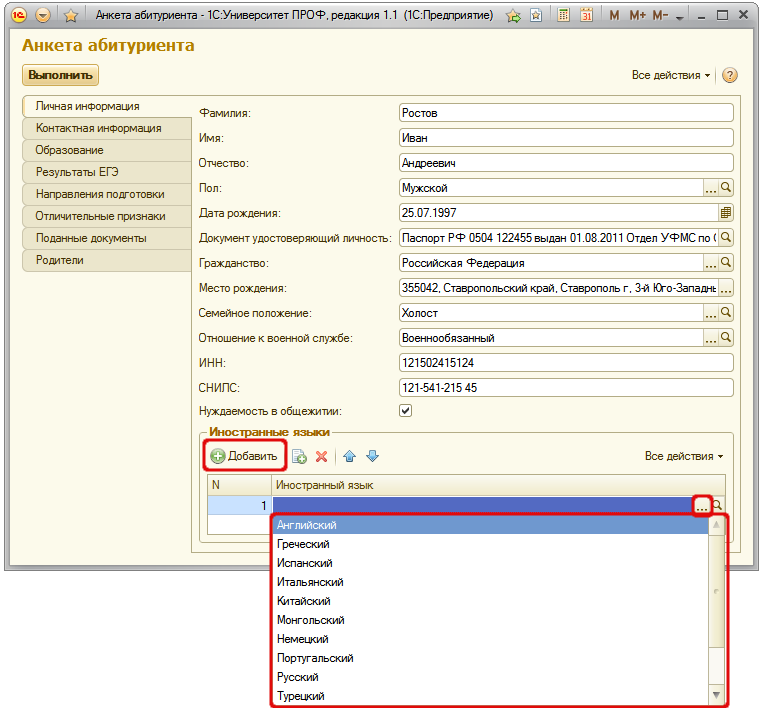 Анкета абитуриента - 1С:Университет ПРОФ, редакция 1.1 (1С:Предприятие) M M+ M-
Анкета абитуриента
Выполнить Все действия ?
Личная информация
Контактная информация
Образование
Результаты ЕГЭ
Направления подготовки
Отличительные признаки
Поданные документы
Родители
Фамилия: Ростов
Имя: Иван
Отчество: Андреевич
Пол: Мужской ...
Дата рождения: 25.07.1997
Документ удостоверяющий личность: Паспорт РФ 0504 122455 выдан 01.08.2011 Отдел УФМС по
Гражданство: Российская Федерация ...
Место рождения: 355042, Ставропольский край, Ставрополь г, 3-й Юго-Западны ...
Семейное положение: Холост ...
Отношение к военной службе: Военнообязанный ...
ИНН: 121502415124
СНИЛС: 121-541-215 45
Нуждаемость в общежитии:
Иностранные языки
Добавить Все действия
N Иностранный язык
1 ...
Английский
Греческий
Испанский
Итальянский
Китайский
Монгольский
Немецкий
Португальский
Русский
Турецкий